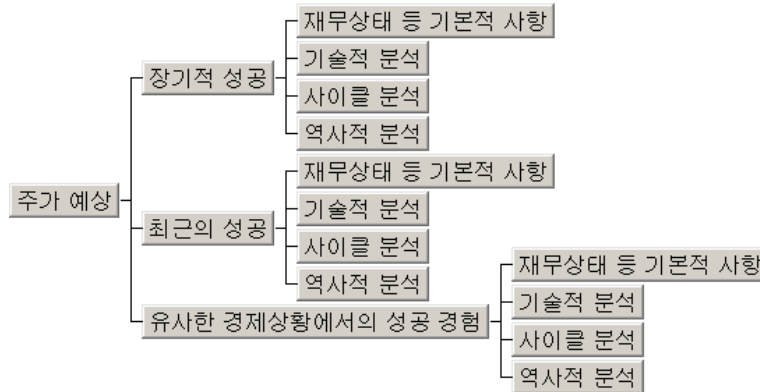 재무상태 등 기본적 사항
기술적 분석
장기적 성공
사이클 분석
역사적 분석
재무상태 등 기본적 사항
주가 예상
기술적 분석
최근의 성공
사이클 분석
역사적 분석
재무상태 등 기본적 사항
유사한 경제상황에서의 성공 경험
기술적 분석
사이클 분석
역사적 분석